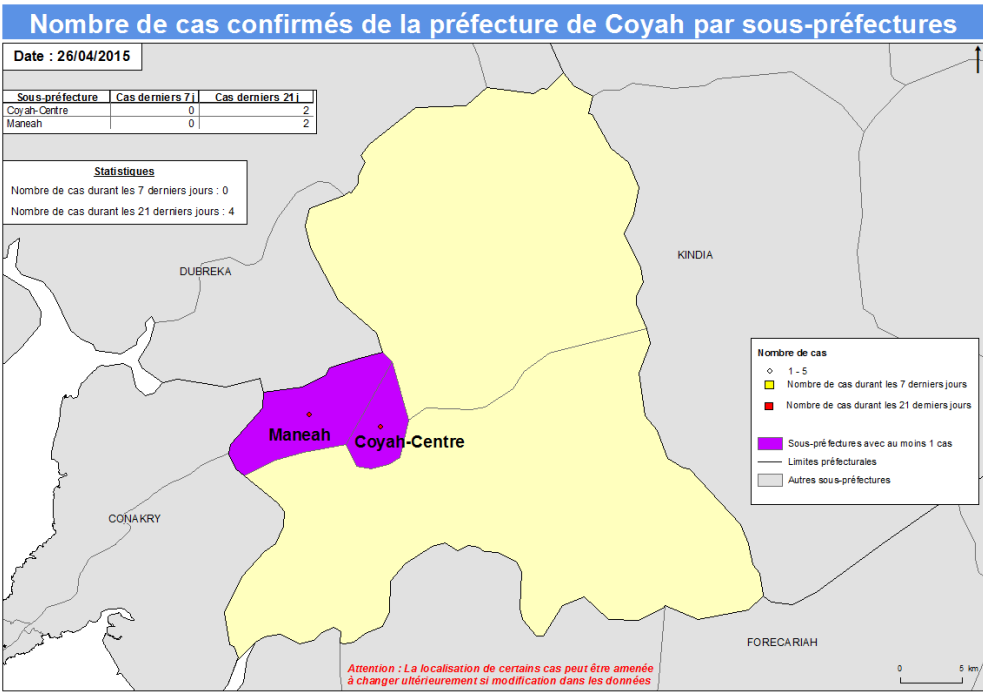 Nombre de cas confirmés de la préfecture de Coyah par sous-préfectures
Date : 26/04/2015
Sous-préfecture Cas derniers 7 j Cas derniers 21 j
Coyah-Centre 0 2
Maneah 0 2
Statistiques
Nombre de cas durant les 7 derniers jours : 0
Nombre de cas durant les 21 derniers jours : 4
DUBREKA
KINDIA
Nombre de cas
1 - 5
Nombre de cas durant les 7 derniers jours
Nombre de cas durant les 21 derniers jours
Sous-préfectures avec au moins 1 cas
Limites préfecturales
Autres sous-préfectures
Maneah
Coyah-Centre
CONAKRY
FORECARIAH
Attention : La localisation de certains cas peut être amenée
à changer ultérieurement si modification dans les données
0 5 km